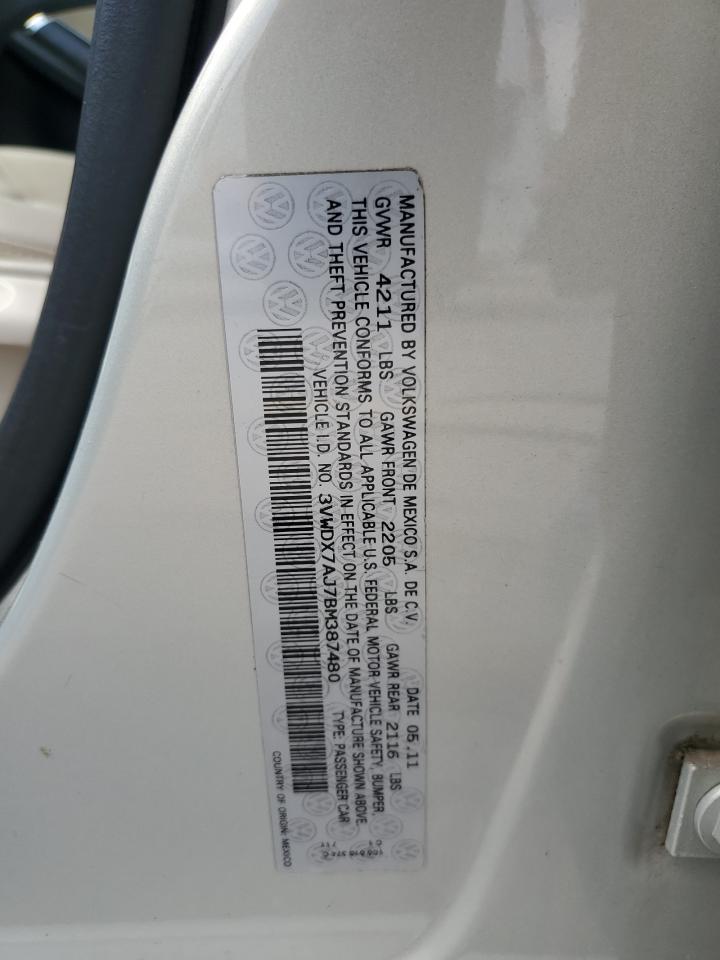 MANUFACTURED BY VOLKSWAGEN DE MEXICO S.A. DE C.V. DATE 05.11
GVWR 4211 LBS GAWR FRONT 2205 LBS GAWR REAR 2116 LBS
THIS VEHICLE CONFORMS TO ALL APPLICABLE U.S. FEDERAL MOTOR VEHICLE SAFETY, BUMPER,
AND THEFT PREVENTION STANDARDS IN EFFECT ON THE DATE OF MANUFACTURE SHOWN ABOVE.
VEHICLE I.D. NO. 3VWDX7AJ7BM387480 TYPE: PASSENGER CAR
COUNTRY OF ORIGIN: MEXICO